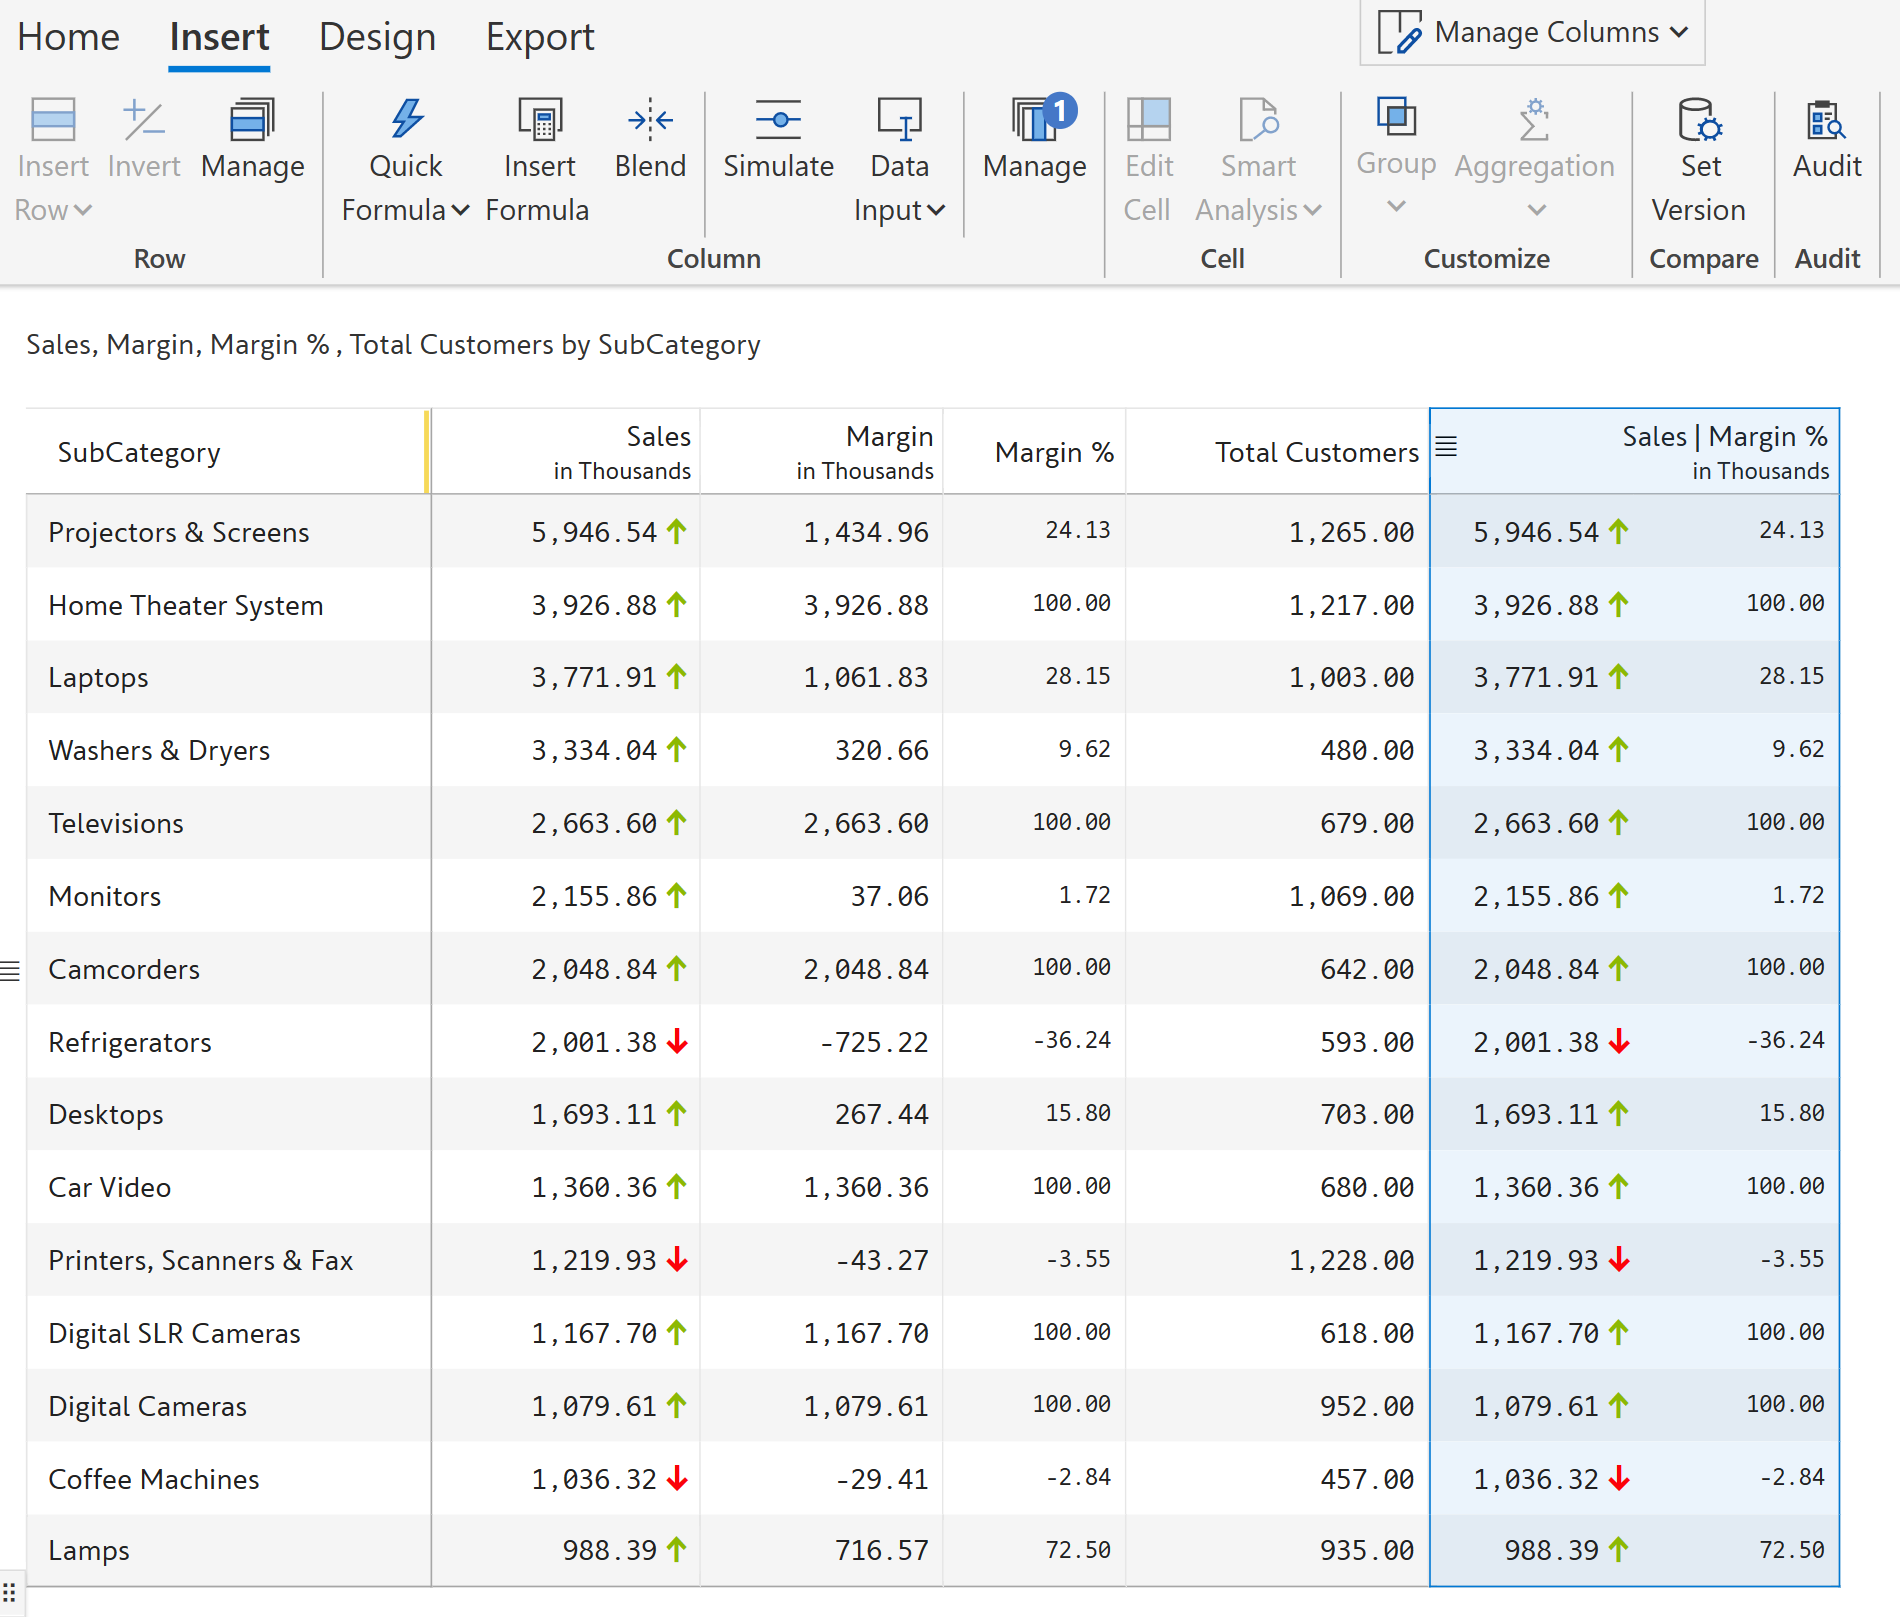 Home Insert Design Export Manage Columns
Insert Row Invert Manage Quick Formula Insert Formula Blend Simulate Data Input Manage 1 Edit Cell Smart Analysis Group Aggregation Set Version Audit
Row Column Cell Customize Compare Audit
Sales, Margin, Margin % , Total Customers by SubCategory
SubCategory Sales in Thousands Margin in Thousands Margin % Total Customers Sales | Margin % in Thousands
Projectors & Screens 5,946.54 1,434.96 24.13 1,265.00 5,946.54 24.13
Home Theater System 3,926.88 3,926.88 100.00 1,217.00 3,926.88 100.00
Laptops 3,771.91 1,061.83 28.15 1,003.00 3,771.91 28.15
Washers & Dryers 3,334.04 320.66 9.62 480.00 3,334.04 9.62
Televisions 2,663.60 2,663.60 100.00 679.00 2,663.60 100.00
Monitors 2,155.86 37.06 1.72 1,069.00 2,155.86 1.72
Camcorders 2,048.84 2,048.84 100.00 642.00 2,048.84 100.00
Refrigerators 2,001.38 -725.22 -36.24 593.00 2,001.38 -36.24
Desktops 1,693.11 267.44 15.80 703.00 1,693.11 15.80
Car Video 1,360.36 1,360.36 100.00 680.00 1,360.36 100.00
Printers, Scanners & Fax 1,219.93 -43.27 -3.55 1,228.00 1,219.93 -3.55
Digital SLR Cameras 1,167.70 1,167.70 100.00 618.00 1,167.70 100.00
Digital Cameras 1,079.61 1,079.61 100.00 952.00 1,079.61 100.00
Coffee Machines 1,036.32 -29.41 -2.84 457.00 1,036.32 -2.84
Lamps 988.39 716.57 72.50 935.00 988.39 72.50